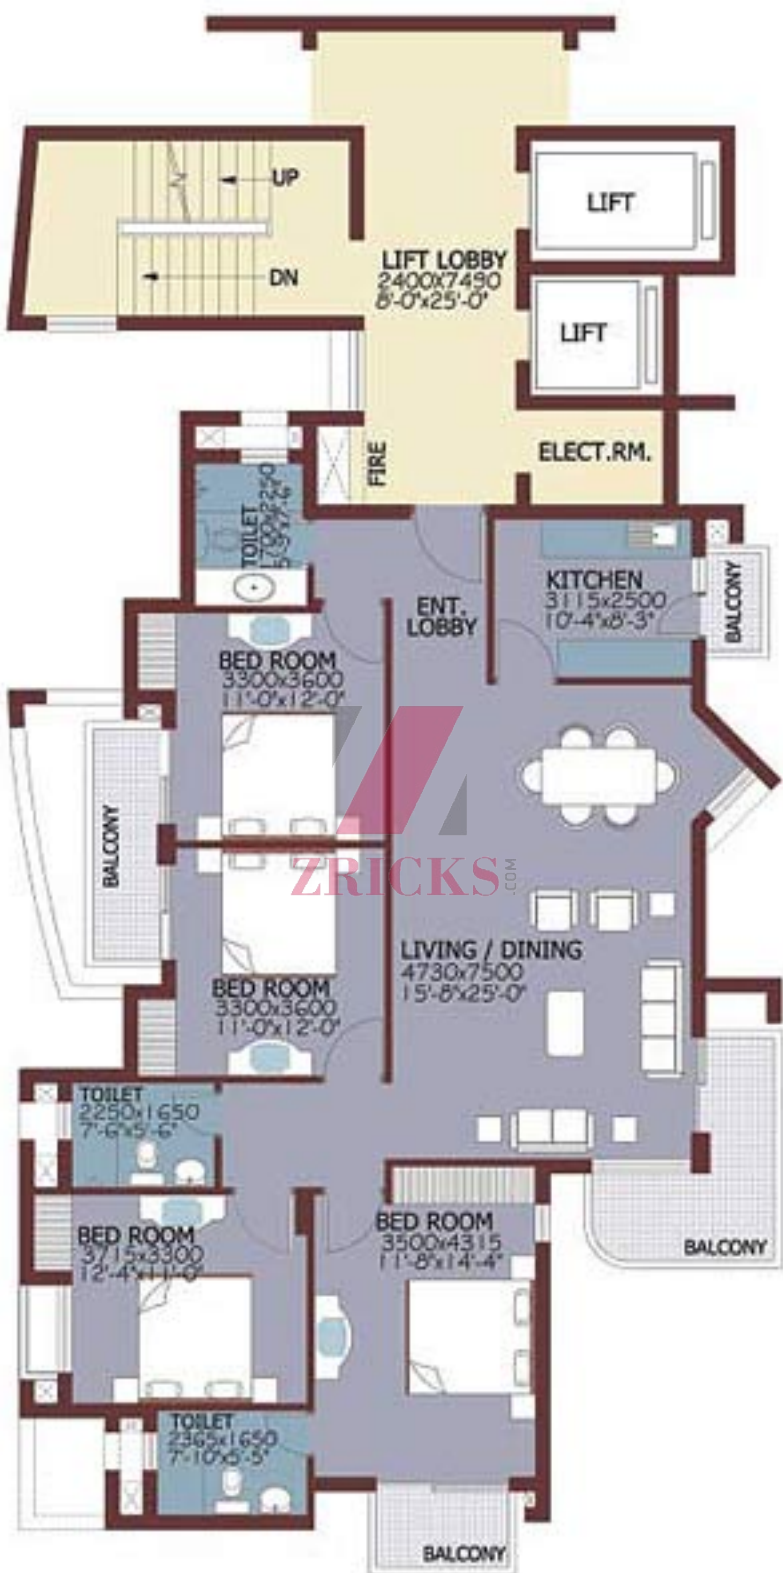 UP
DN
LIFT
LIFT LOBBY
2400X7490
8'-0"x25'-0"
LIFT
FIRE
ELECT.RM.
TOILET
1700x2250
5'-9"x7'-6"
ENT.
LOBBY
KITCHEN
3115x2500
10'-4"x8'-3"
BALCONY
BED ROOM
3300x3600
11'-0"x12'-0"
BALCONY
ZRICKS.COM
LIVING / DINING
4730x7500
15'-8"x25'-0"
BED ROOM
3300x3600
11'-0"x12'-0"
TOILET
2250x1650
7'-6"x5'-6"
BED ROOM
3715x3300
12'-4"x11'-0"
BED ROOM
3500x4315
11'-8"x14'-4"
BALCONY
TOILET
2365x1650
7'-10"x5'-5"
BALCONY